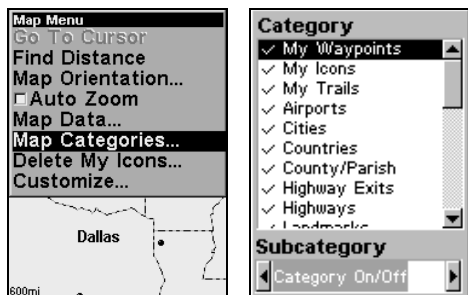 Map Menu
Go To Cursor
Find Distance
Map Orientation...
Auto Zoom
Map Data...
Map Categories...
Delete My Icons...
Customize...
Dallas
600mi
Category
My Waypoints
My Icons
My Trails
Airports
Cities
Countries
County/Parish
Highway Exits
Highways
Landmarks
Subcategory
Category On/Off